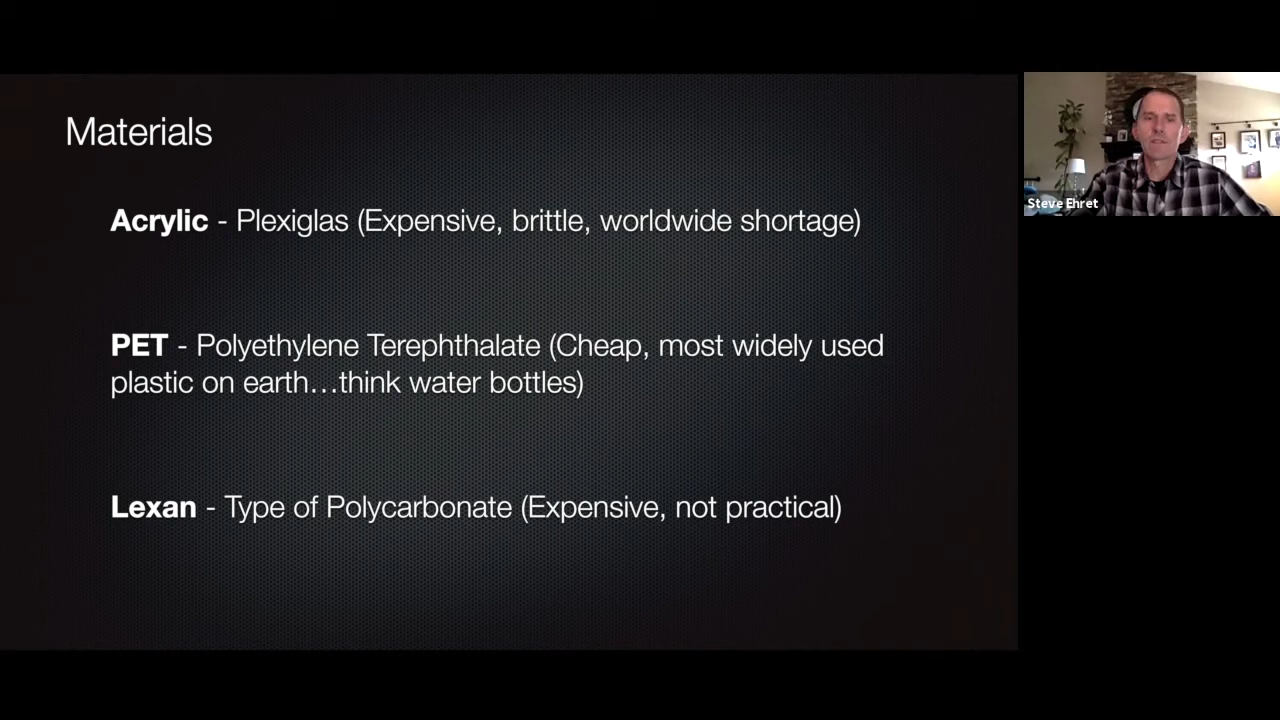 Materials
Acrylic - Plexiglas (Expensive, brittle, worldwide shortage)
PET - Polyethylene Terephthalate (Cheap, most widely used
plastic on earth…think water bottles)
Lexan - Type of Polycarbonate (Expensive, not practical)
Steve Ehret